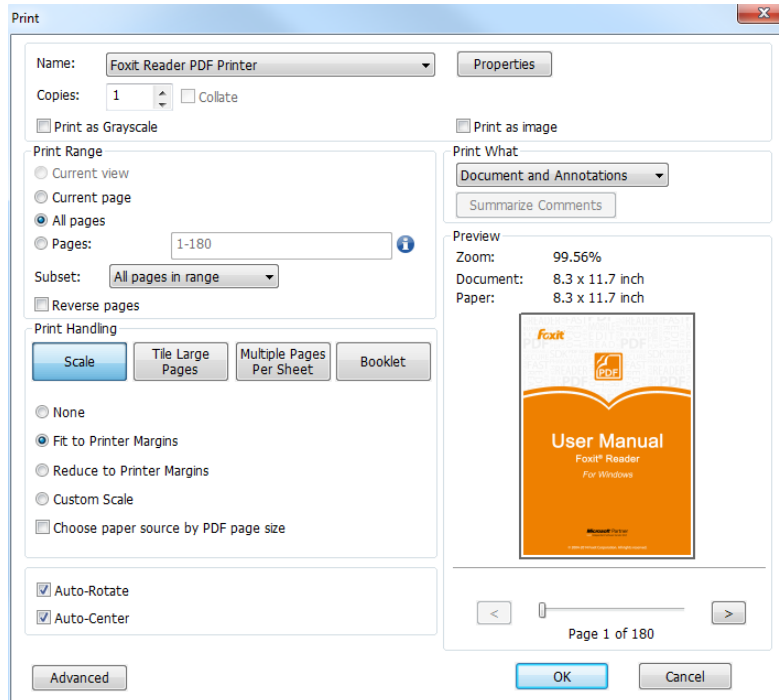 Print
Name: Foxit Reader PDF Printer Properties
Copies: 1 Collate
Print as Grayscale Print as image
Print Range
Current view
Current page
All pages
Pages: 1-180
Subset: All pages in range
Reverse pages
Print What
Document and Annotations
Summarize Comments
Print Handling
Scale
Tile Large
Pages
Multiple Pages
Per Sheet
Booklet
None
Fit to Printer Margins
Reduce to Printer Margins
Custom Scale
Choose paper source by PDF page size
Auto-Rotate
Auto-Center
Preview
Zoom: 99.56%
Document: 8.3 x 11.7 inch
Paper: 8.3 x 11.7 inch
foxit
PDF
User Manual
Foxit® Reader
For Windows
Microsoft Partner
< >
Page 1 of 180
Advanced OK Cancel